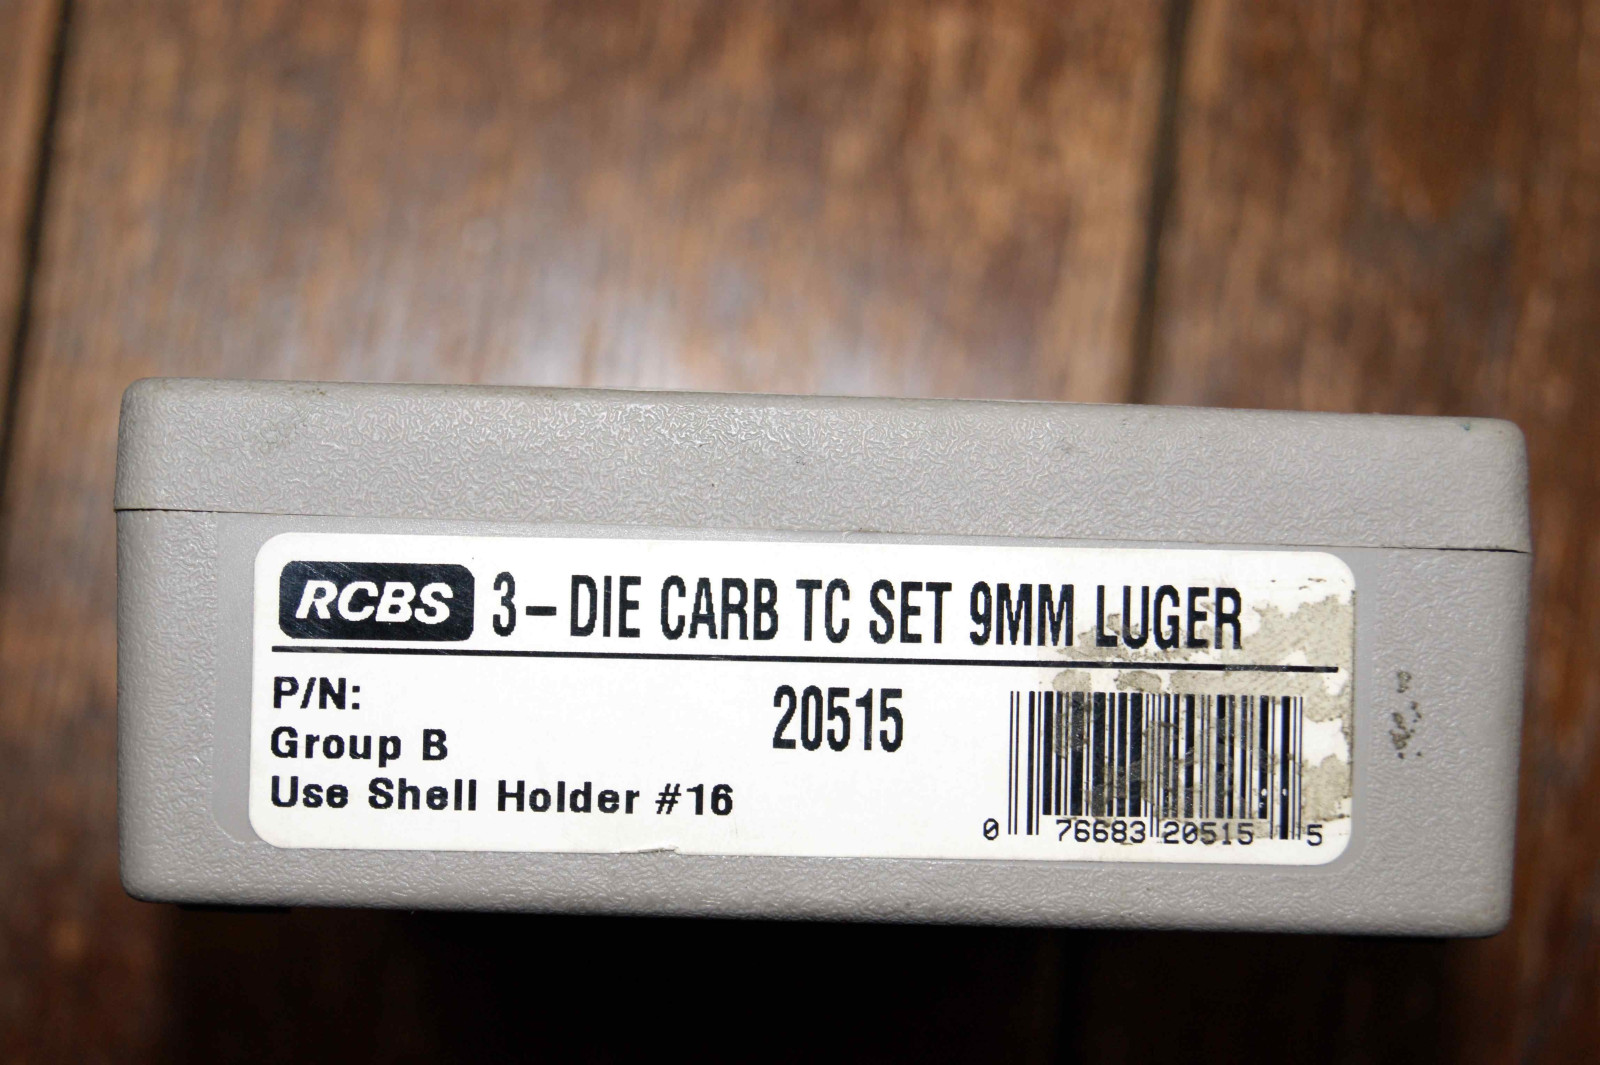 RCBS 3-DIE CARB TC SET 9MM LUGER
P/N: 20515
Group B
Use Shell Holder #16
0 76683 20515 5